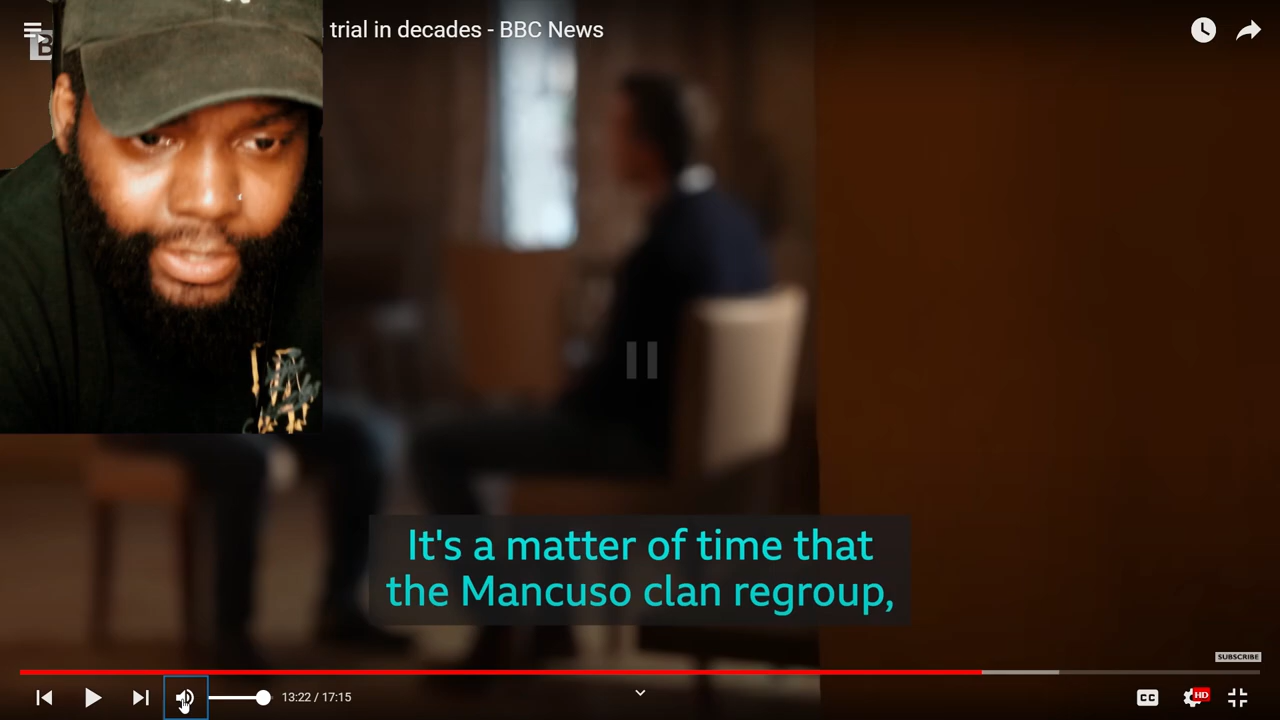 trial in decades - BBC News
B
It's a matter of time that
the Mancuso clan regroup,
SUBSCRIBE
13:22 / 17:15
CC
HD